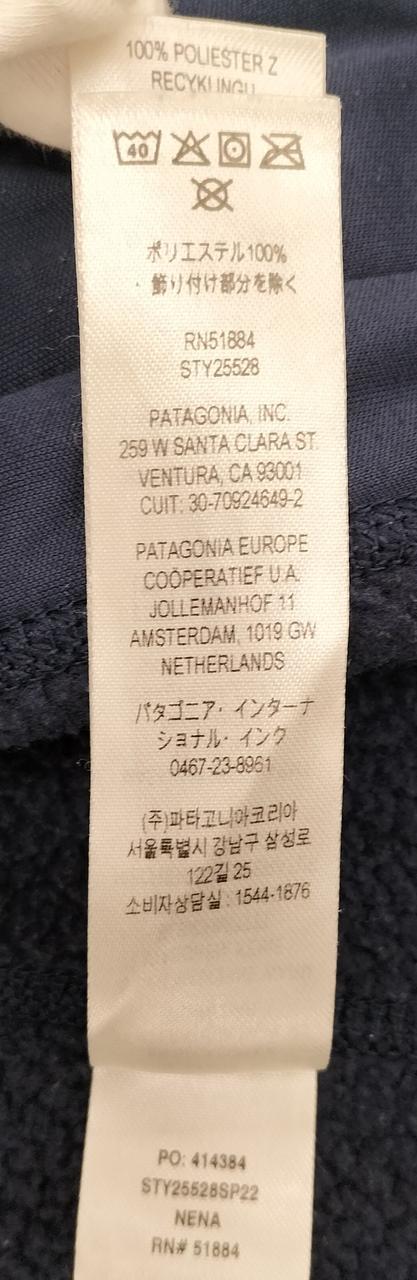 100% POLIESTER Z
RECYKLINGU
40
ポリエステル100%
飾り付け部分を除く
RN51884
STY25528
PATAGONIA, INC.
259 W SANTA CLARA ST.
VENTURA, CA 93001
CUIT: 30-70924649-2
PATAGONIA EUROPE
COÖPERATIEF U.A.
JOLLEMANHOF 11
AMSTERDAM, 1019 GW
NETHERLANDS
パタゴニア・インターナ
ショナル・インク
0467-23-8961
(주)파타고니아코리아
서울특별시 강남구 삼성로
122길 25
소비자상담실 : 1544-1876
PO: 414384
STY25528SP22
NENA
RN# 51884